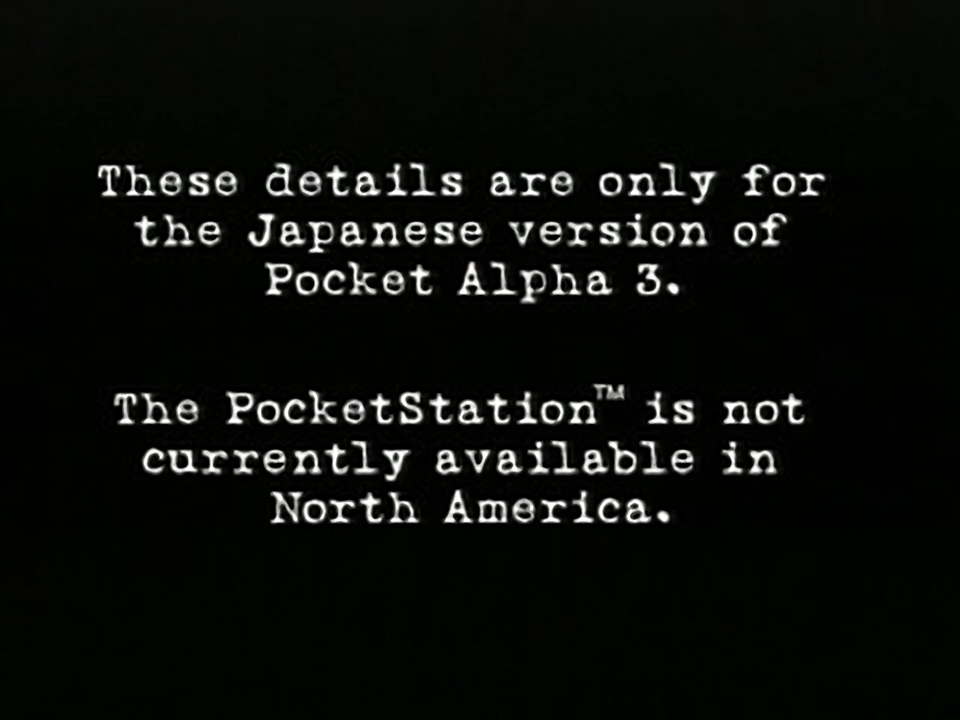 These details are only for
the Japanese version of
Pocket Alpha 3.
The PocketStation™ is not
currently available in
North America.